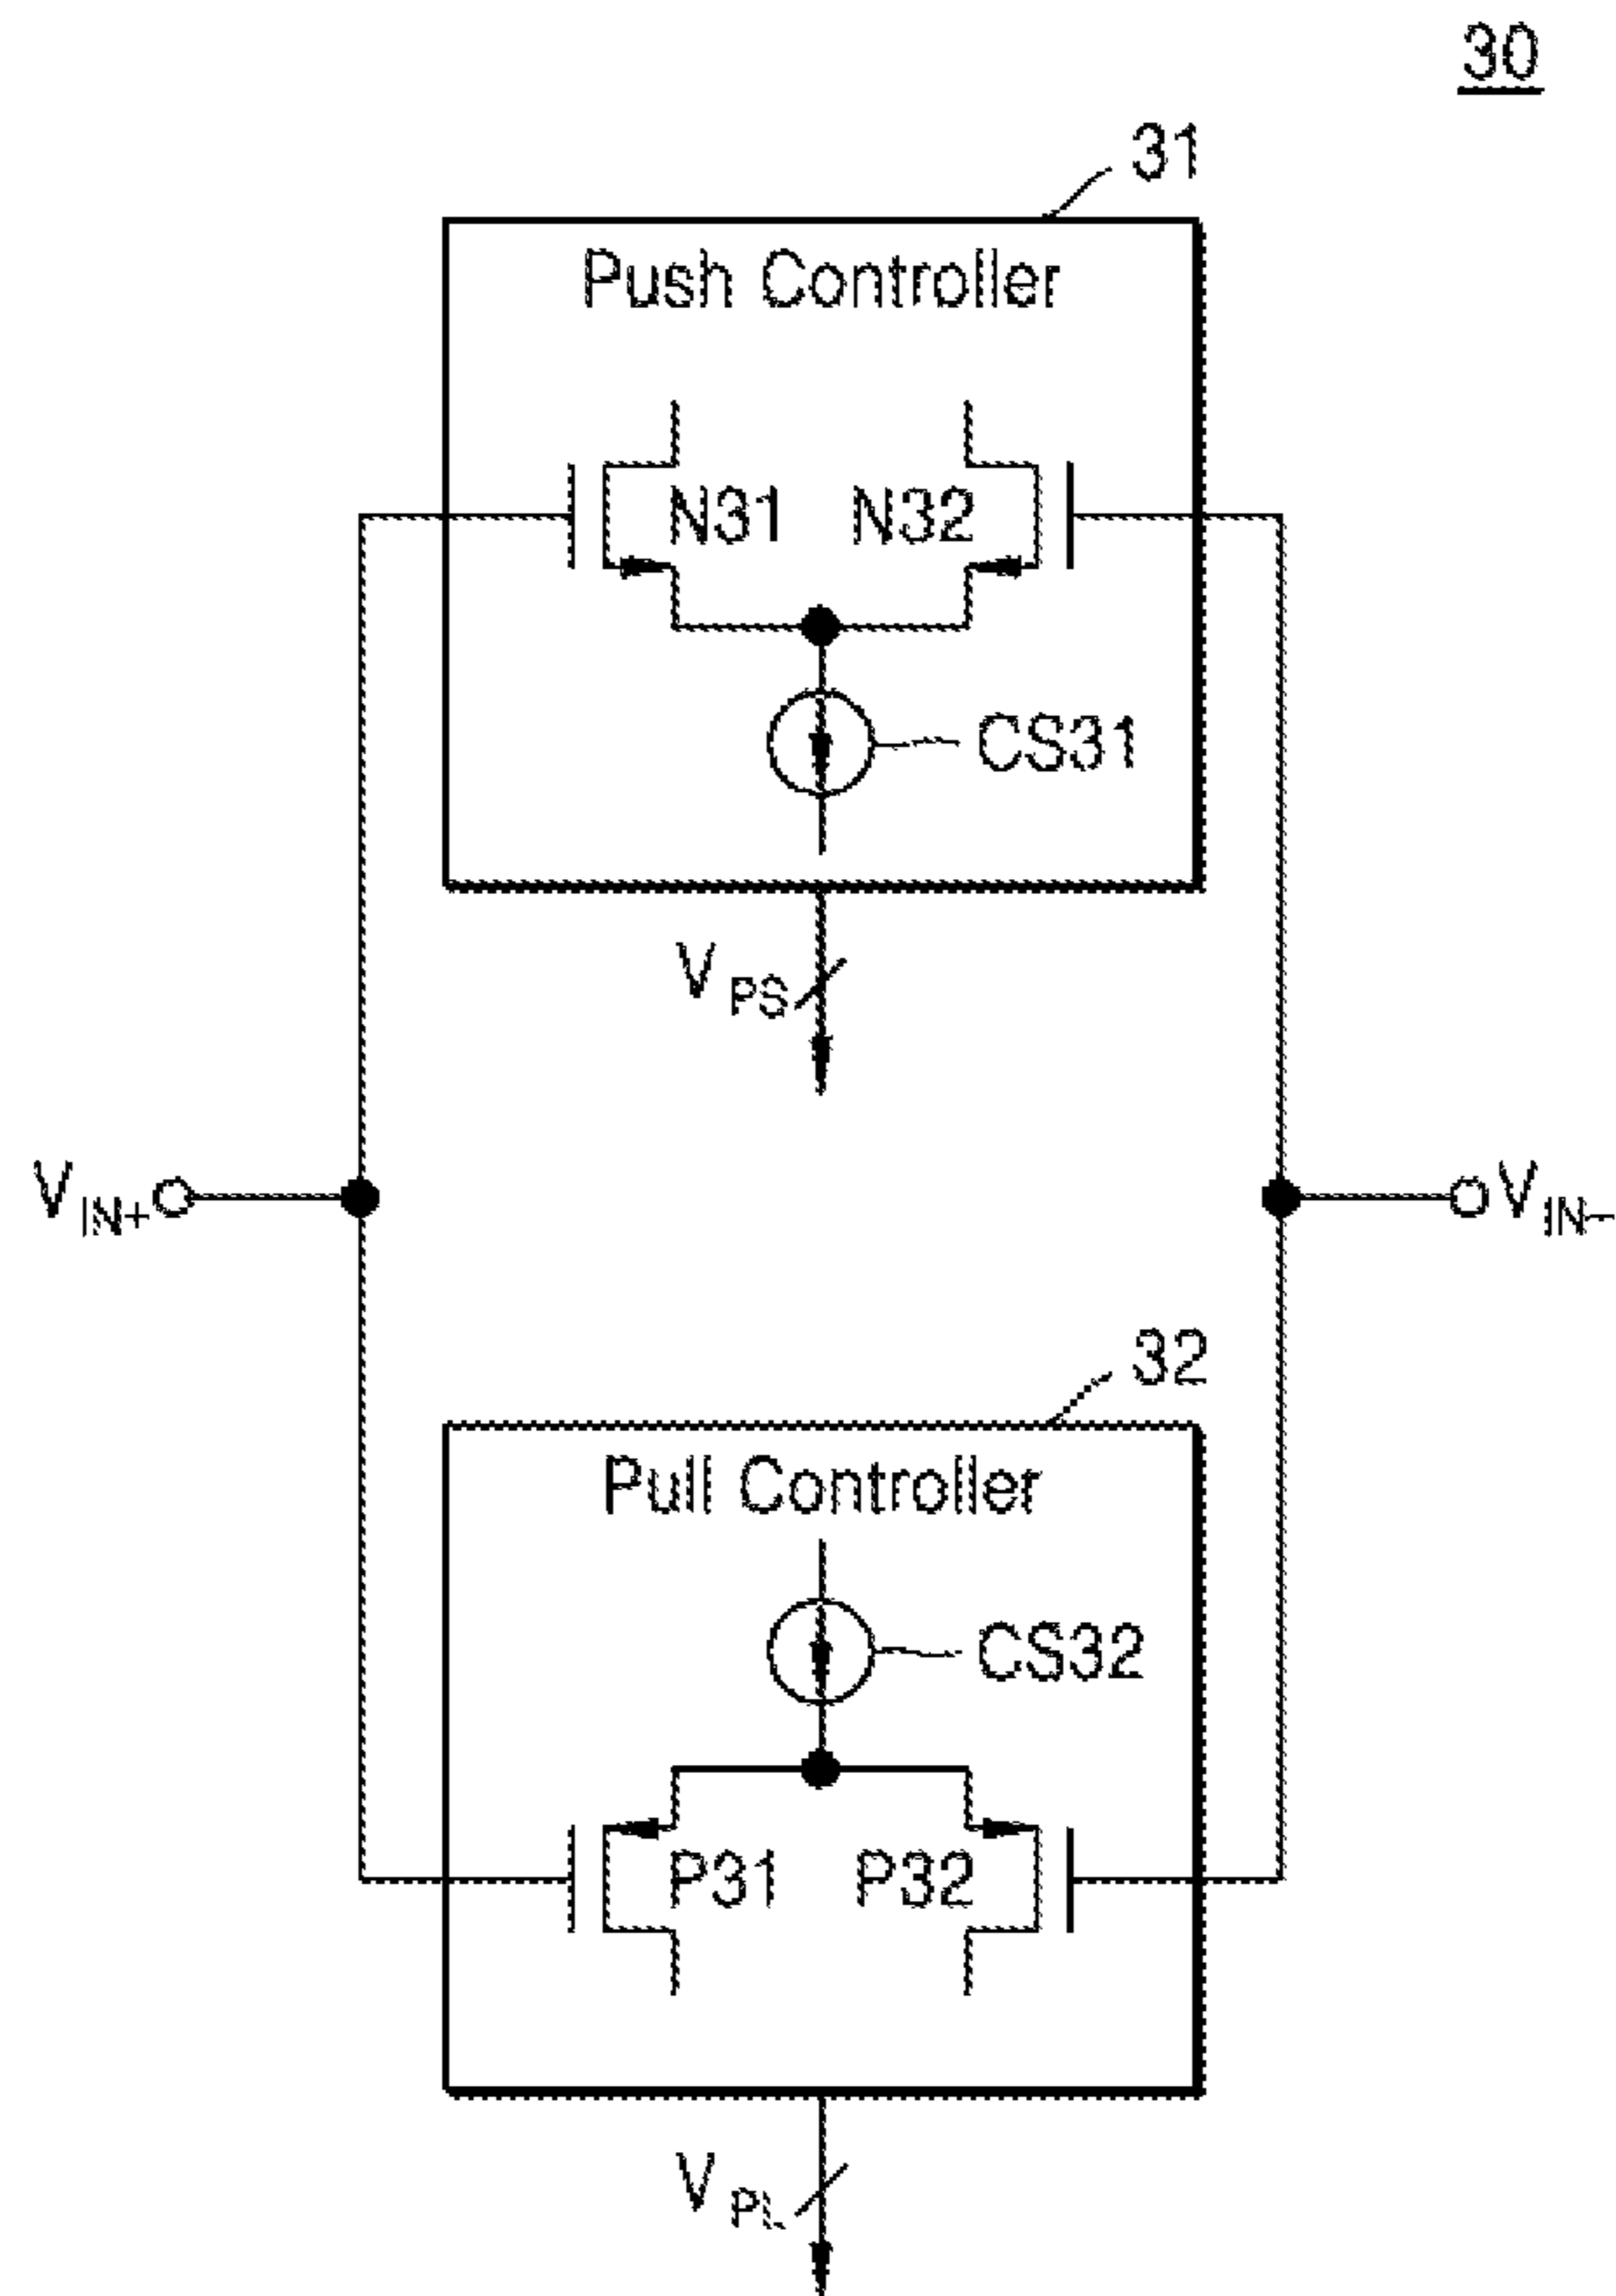 30
31
Push Controller
N31 N32
CS31
VPS
VIN+ VIN-
32
Pull Controller
CS32
P31 P32
VPL